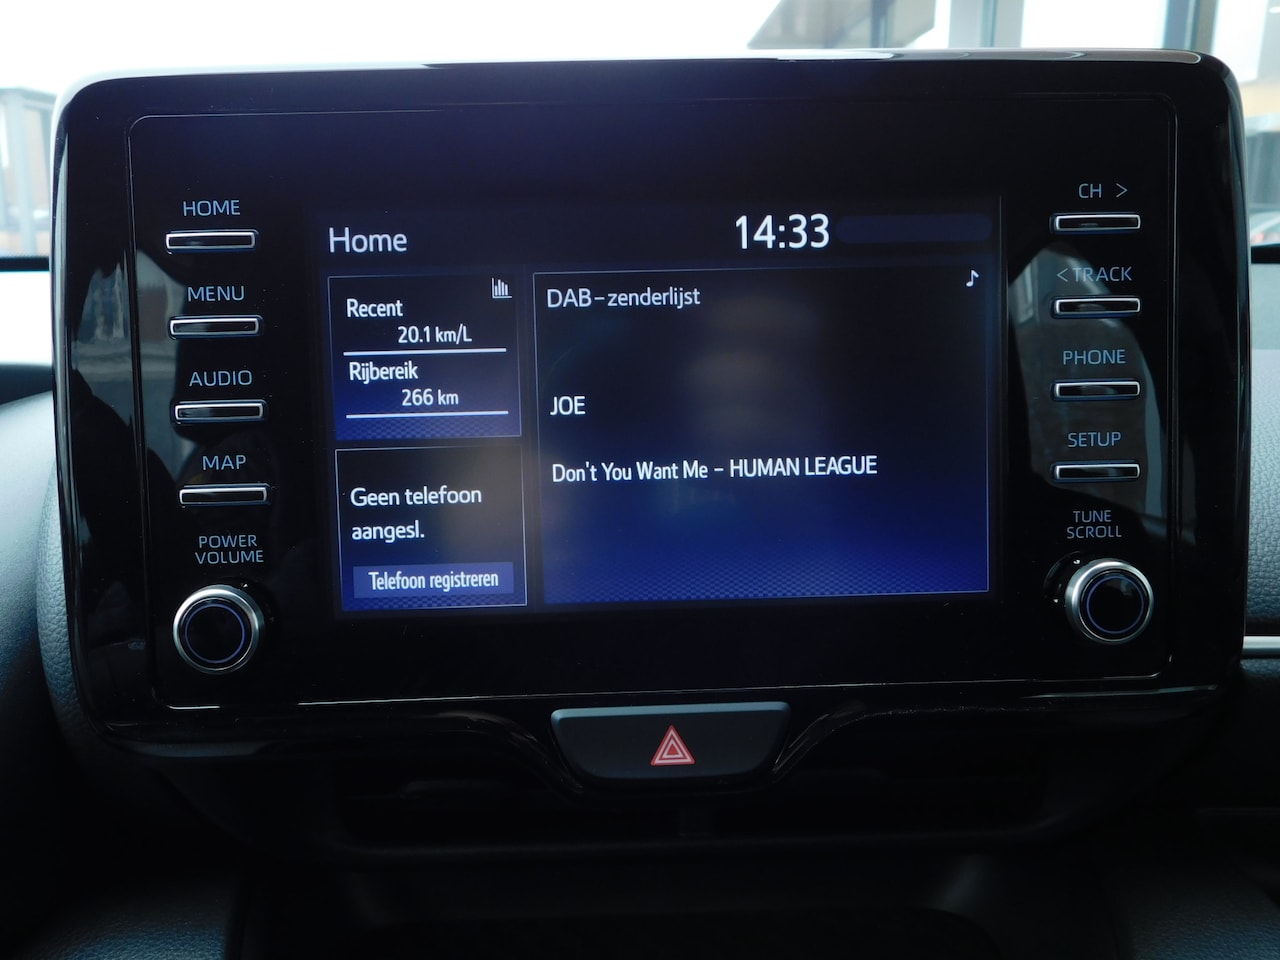 HOME
MENU
AUDIO
MAP
POWER
VOLUME
Home
14:33
Recent
20.1 km/L
Rijbereik
266 km
Geen telefoon
aangesl.
Telefoon registreren
DAB-zenderlijst
JOE
Don't You Want Me - HUMAN LEAGUE
CH >
< TRACK
PHONE
SETUP
TUNE
SCROLL